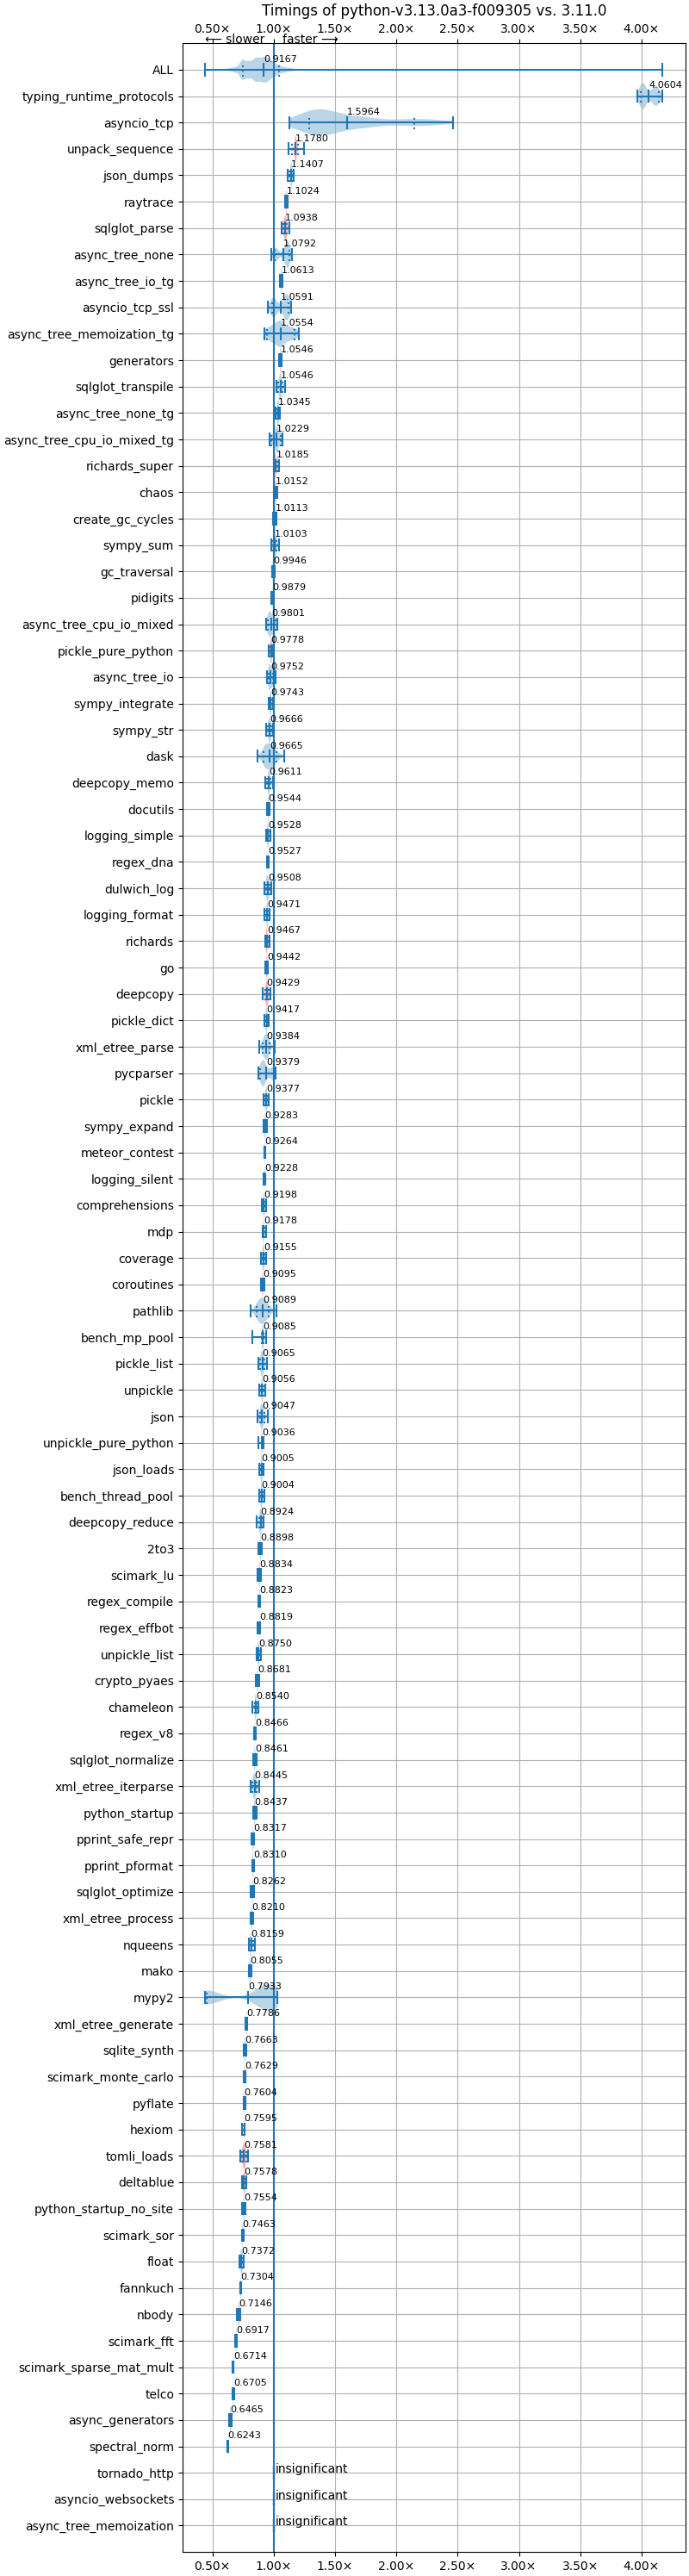 Timings of python-v3.13.0a3-f009305 vs. 3.11.0
0.50× 1.00× 1.50× 2.00× 2.50× 3.00× 3.50× 4.00×
⟵ slower faster ⟶
ALL 0.9167
typing_runtime_protocols 4.0604
asyncio_tcp 1.5964
unpack_sequence 1.1780
json_dumps 1.1407
raytrace 1.1024
sqlglot_parse 1.0938
async_tree_none 1.0792
async_tree_io_tg 1.0613
asyncio_tcp_ssl 1.0591
async_tree_memoization_tg 1.0554
generators 1.0546
sqlglot_transpile 1.0546
async_tree_none_tg 1.0345
async_tree_cpu_io_mixed_tg 1.0229
richards_super 1.0185
chaos 1.0152
create_gc_cycles 1.0113
sympy_sum 1.0103
gc_traversal 0.9946
pidigits 0.9879
async_tree_cpu_io_mixed 0.9801
pickle_pure_python 0.9778
async_tree_io 0.9752
sympy_integrate 0.9743
sympy_str 0.9666
dask 0.9665
deepcopy_memo 0.9611
docutils 0.9544
logging_simple 0.9528
regex_dna 0.9527
dulwich_log 0.9508
logging_format 0.9471
richards 0.9467
go 0.9442
deepcopy 0.9429
pickle_dict 0.9417
xml_etree_parse 0.9384
pycparser 0.9379
pickle 0.9377
sympy_expand 0.9283
meteor_contest 0.9264
logging_silent 0.9228
comprehensions 0.9198
mdp 0.9178
coverage 0.9155
coroutines 0.9095
pathlib 0.9089
bench_mp_pool 0.9085
pickle_list 0.9065
unpickle 0.9056
json 0.9047
unpickle_pure_python 0.9036
json_loads 0.9005
bench_thread_pool 0.9004
deepcopy_reduce 0.8924
2to3 0.8898
scimark_lu 0.8834
regex_compile 0.8823
regex_effbot 0.8819
unpickle_list 0.8750
crypto_pyaes 0.8681
chameleon 0.8540
regex_v8 0.8466
sqlglot_normalize 0.8461
xml_etree_iterparse 0.8445
python_startup 0.8437
pprint_safe_repr 0.8317
pprint_pformat 0.8310
sqlglot_optimize 0.8262
xml_etree_process 0.8210
nqueens 0.8159
mako 0.8055
mypy2 0.7933
xml_etree_generate 0.7786
sqlite_synth 0.7663
scimark_monte_carlo 0.7629
pyflate 0.7604
hexiom 0.7595
tomli_loads 0.7581
deltablue 0.7578
python_startup_no_site 0.7554
scimark_sor 0.7463
float 0.7372
fannkuch 0.7304
nbody 0.7146
scimark_fft 0.6917
scimark_sparse_mat_mult 0.6714
telco 0.6705
async_generators 0.6465
spectral_norm 0.6243
tornado_http insignificant
asyncio_websockets insignificant
async_tree_memoization insignificant
0.50× 1.00× 1.50× 2.00× 2.50× 3.00× 3.50× 4.00×